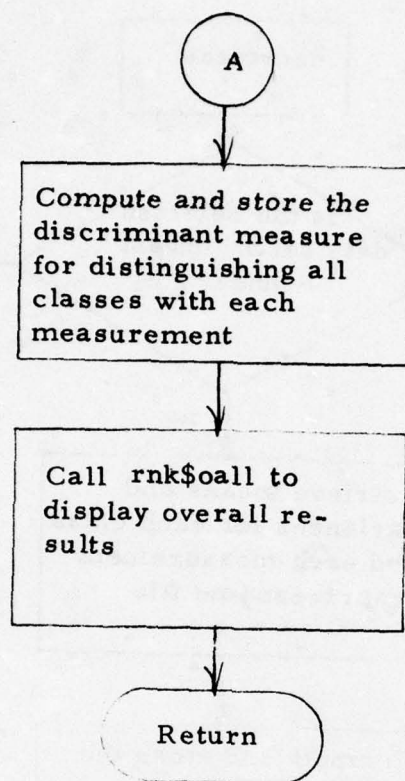 A
Compute and store the
discriminant measure
for distinguishing all
classes with each
measurement
Call rnk$oall to
display overall re-
sults
Return